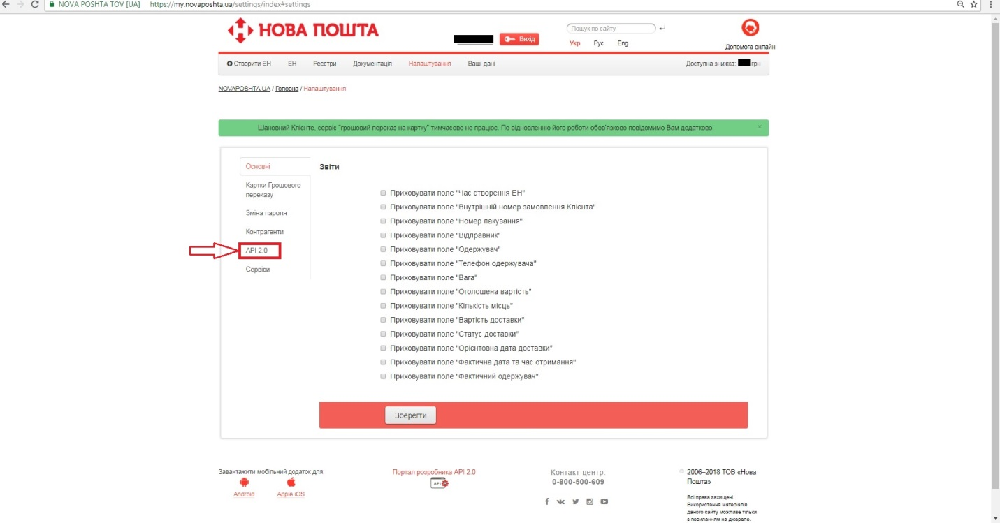 NOVA POSHTA TOV [UA] https://my.novaposhta.ua/settings/index#settings
НОВА ПОШТА
Вихід
Пошук по сайту
Укр Рус Eng
Допомога онлайн
Створити ЕН ЕН Реєстри Документація Налаштування Ваші дані Доступна знижка: грн
NOVAPOSHTA.UA / Головна / Налаштування
Шановний Клієнте, сервіс "грошовий переказ на картку" тимчасово не працює. По відновленню його роботи обов'язково повідомимо Вам додатково. ×
Основні
Картки Грошового
переказу
Зміна пароля
Контрагенти
API 2.0
Сервіси
Звіти
Приховувати поле "Час створення ЕН"
Приховувати поле "Внутрішній номер замовлення Клієнта"
Приховувати поле "Номер пакування"
Приховувати поле "Відправник"
Приховувати поле "Одержувач"
Приховувати поле "Телефон одержувача"
Приховувати поле "Вага"
Приховувати поле "Оголошена вартість"
Приховувати поле "Кількість місць"
Приховувати поле "Вартість доставки"
Приховувати поле "Статус доставки"
Приховувати поле "Орієнтовна дата доставки"
Приховувати поле "Фактична дата та час отримання"
Приховувати поле "Фактичний одержувач"
Зберегти
Завантажити мобільний додаток для:
Android Apple iOS
Портал розробника API 2.0
API
Контакт-центр:
0-800-500-609
© 2006–2018 ТОВ «Нова
Пошта»
Всі права захищені.
Використання матеріалів
даного сайту можливе тільки
з посиланням на джерело.